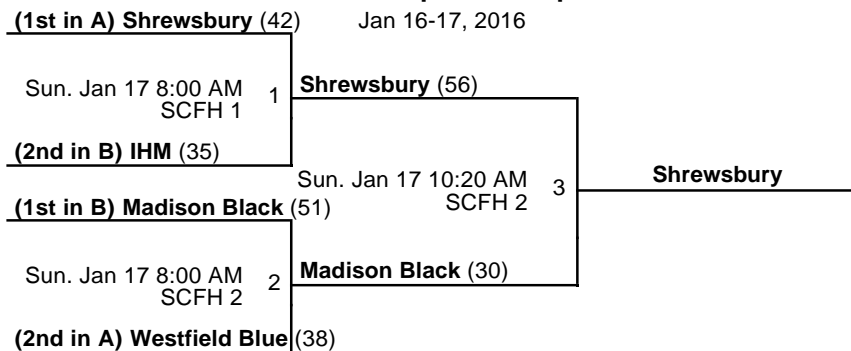 (1st in A) Shrewsbury (42)
Jan 16-17, 2016
Sun. Jan 17 8:00 AM
SCFH 1
1
Shrewsbury (56)
(2nd in B) IHM (35)
Sun. Jan 17 10:20 AM
SCFH 2
3
Shrewsbury
(1st in B) Madison Black (51)
Sun. Jan 17 8:00 AM
SCFH 2
2
Madison Black (30)
(2nd in A) Westfield Blue (38)